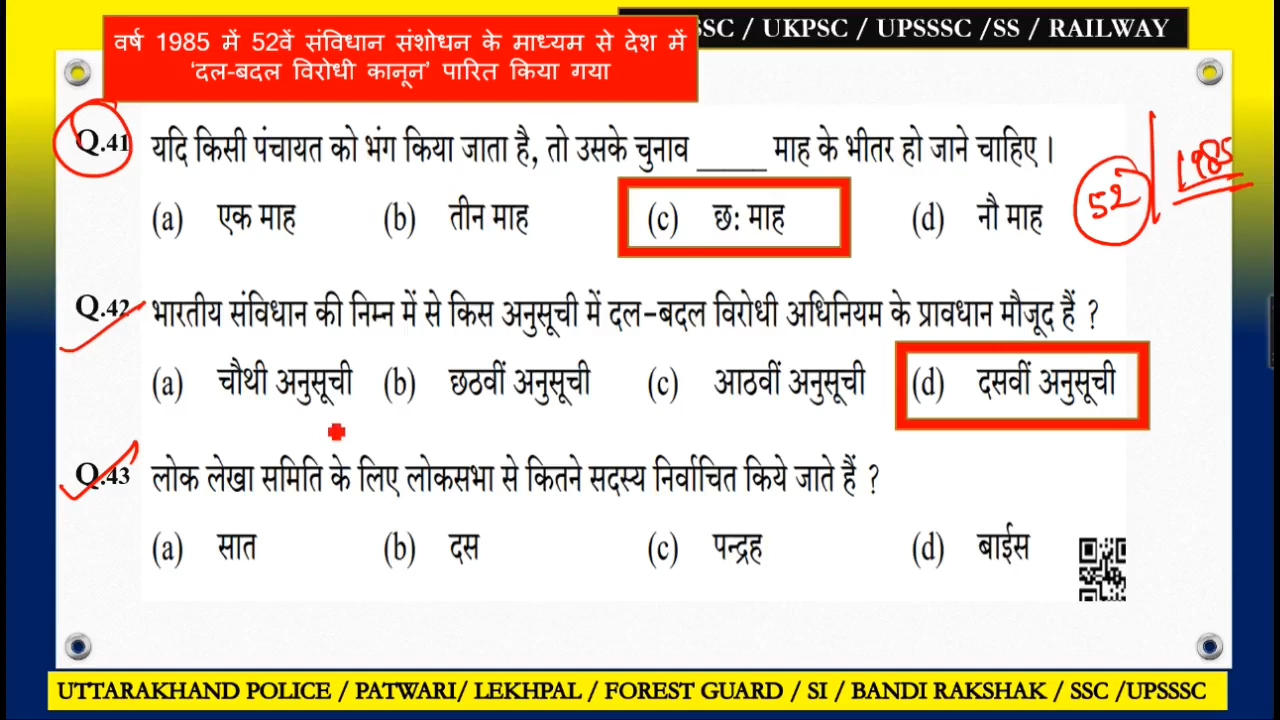 SSC / UKPSC / UPSSSC /SS / RAILWAY
वर्ष 1985 में 52वें संविधान संशोधन के माध्यम से देश में
‘दल-बदल विरोधी कानून’ पारित किया गया
Q.41 यदि किसी पंचायत को भंग किया जाता है, तो उसके चुनाव _____ माह के भीतर हो जाने चाहिए ।
(a) एक माह (b) तीन माह (c) छ: माह (d) नौ माह
52 1985
Q.42 भारतीय संविधान की निम्न में से किस अनुसूची में दल-बदल विरोधी अधिनियम के प्रावधान मौजूद हैं ?
(a) चौथी अनुसूची (b) छठवीं अनुसूची (c) आठवीं अनुसूची (d) दसवीं अनुसूची
Q.43 लोक लेखा समिति के लिए लोकसभा से कितने सदस्य निर्वाचित किये जाते हैं ?
(a) सात (b) दस (c) पन्द्रह (d) बाईस
UTTARAKHAND POLICE / PATWARI/ LEKHPAL / FOREST GUARD / SI / BANDI RAKSHAK / SSC /UPSSSC